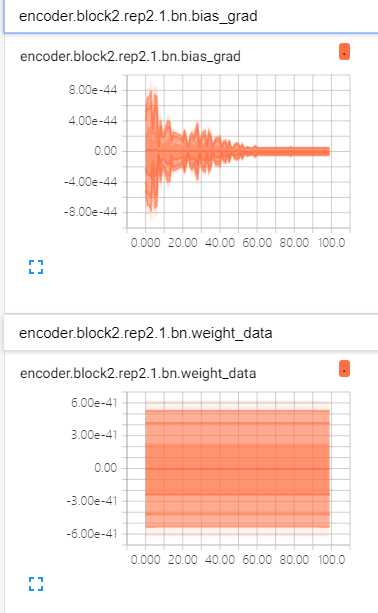 encoder.block2.rep2.1.bn.bias_grad
encoder.block2.rep2.1.bn.bias_grad
8.00e-44
4.00e-44
0.00
-4.00e-44
-8.00e-44
0.000 20.00 40.00 60.00 80.00 100.0
encoder.block2.rep2.1.bn.weight_data
encoder.block2.rep2.1.bn.weight_data
6.00e-41
3.00e-41
0.00
-3.00e-41
-6.00e-41
0.000 20.00 40.00 60.00 80.00 100.0